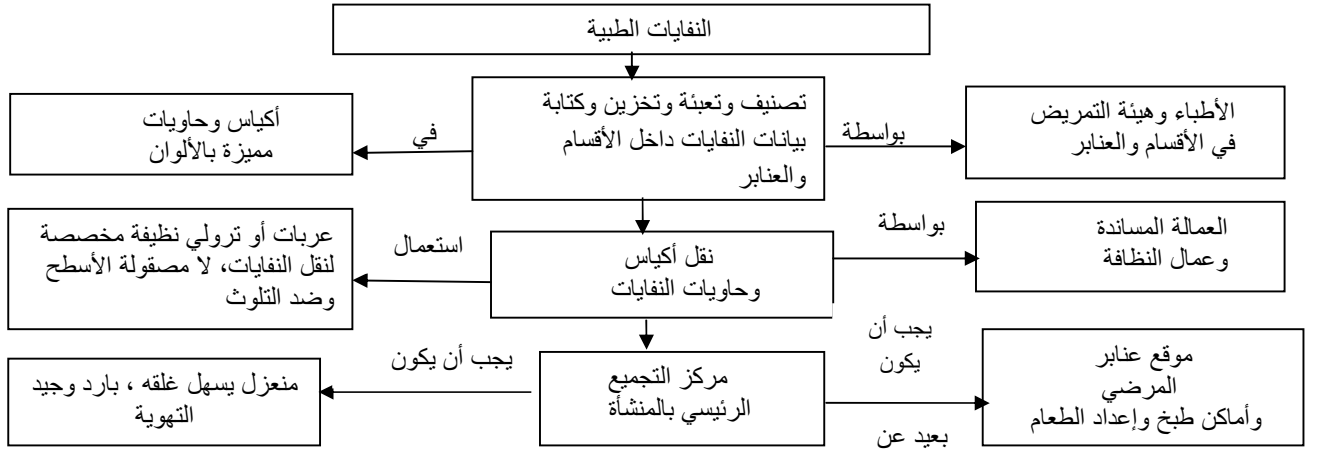 النفايات الطبية
الأطباء وهيئة التمريض
في الأقسام والعنابر
بواسطة
تصنيف وتعبئة وتخزين وكتابة
بيانات النفايات داخل الأقسام
والعنابر
في
أكياس وحاويات
مميزة بالألوان
العمالة المساندة
وعمال النظافة
بواسطة
نقل أكياس
وحاويات النفايات
استعمال
عربات أو ترولي نظيفة مخصصة
لنقل النفايات، لا مصقولة الأسطح
وضد التلوث
موقع عنابر
المرضي
وأماكن طبخ وإعداد الطعام
يجب أن
يكون
بعيد عن
مركز التجميع
الرئيسي بالمنشأة
يجب أن يكون
منعزل يسهل غلقه ، بارد وجيد
التهوية